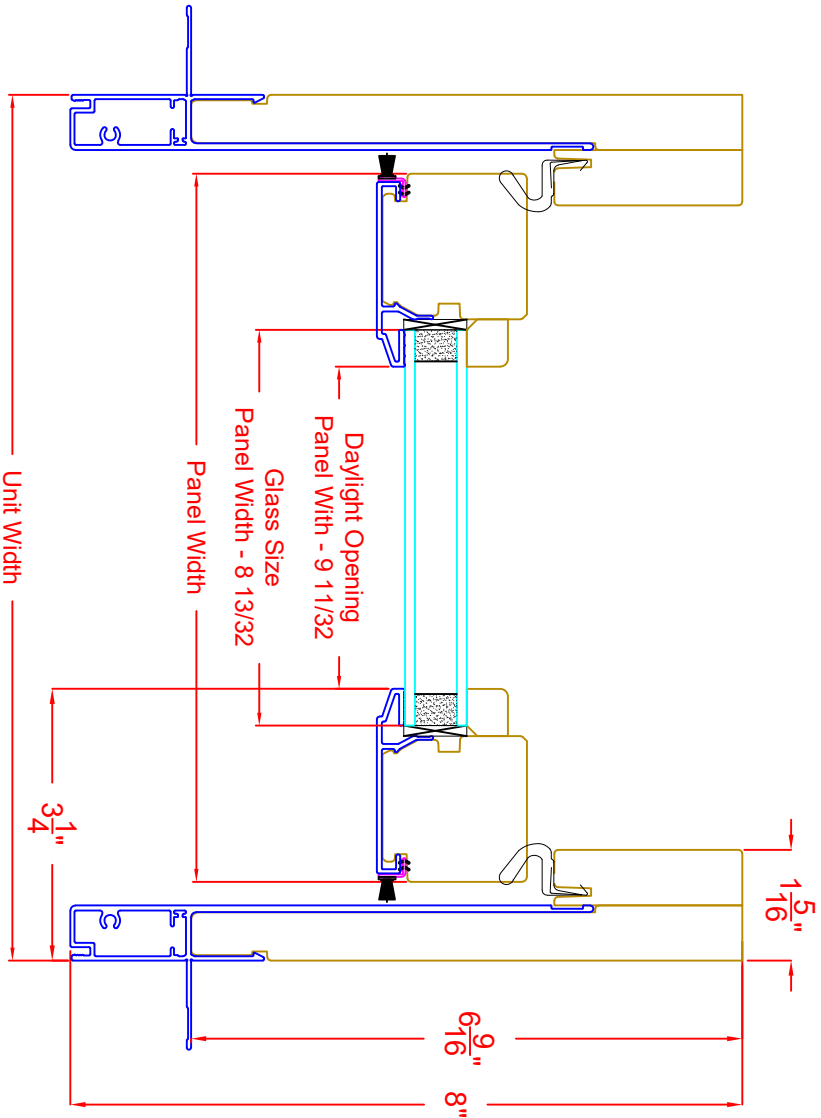 Daylight Opening
Panel With - 9 11/32
Glass Size
Panel Width - 8 13/32
Panel Width
Unit Width
3 1/4"
1 5/16"
6 9/16"
8"